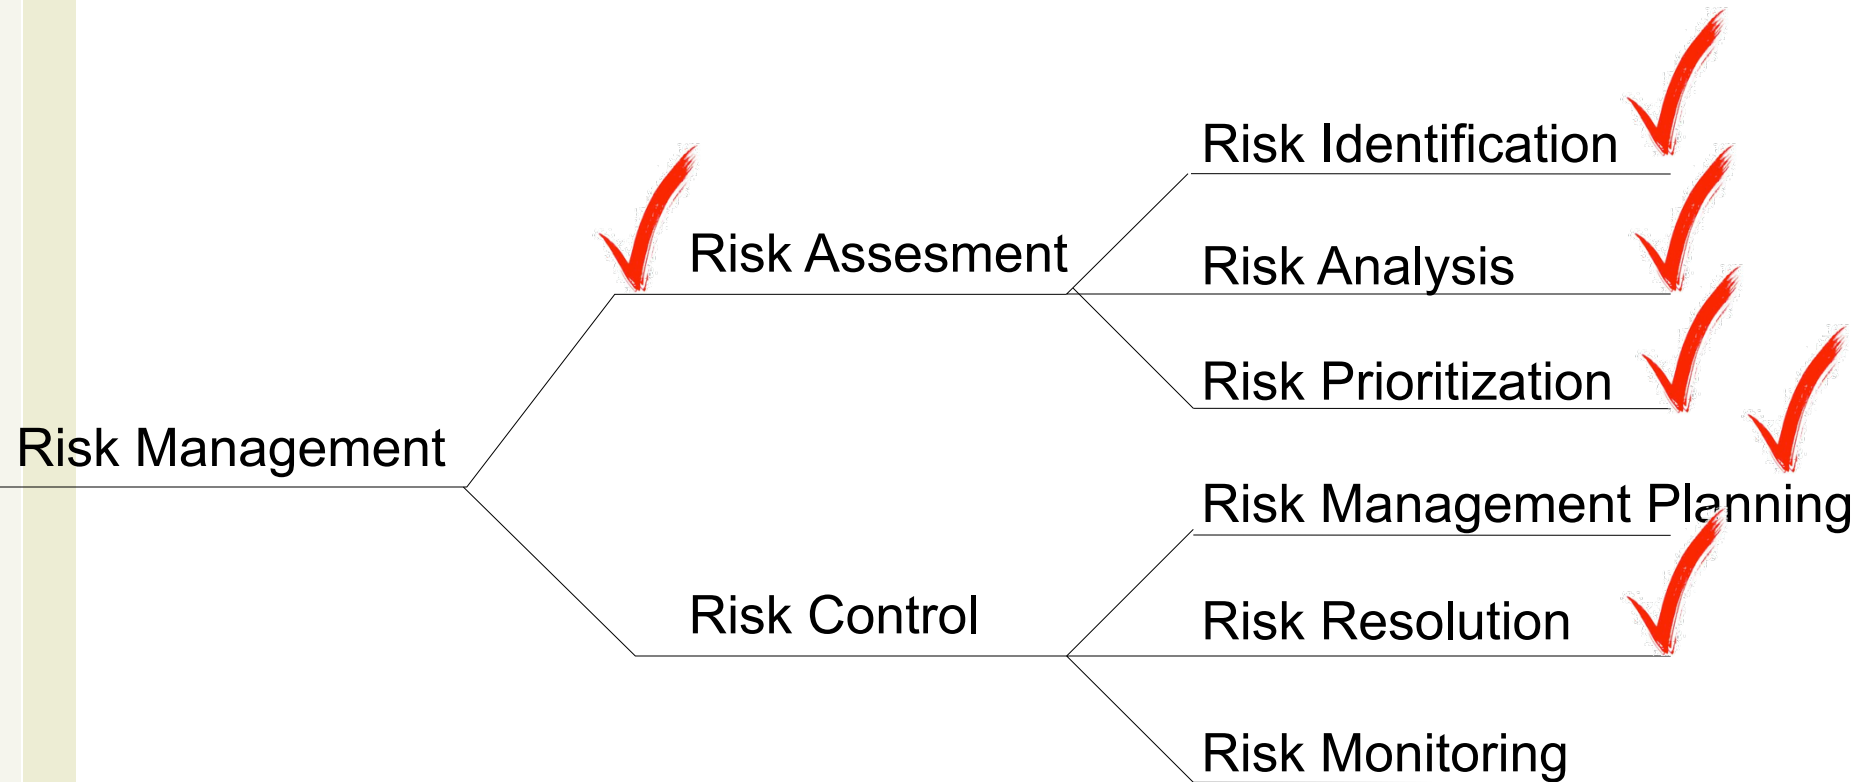 Risk Management
Risk Assesment
Risk Identification
Risk Analysis
Risk Prioritization
Risk Control
Risk Management Planning
Risk Resolution
Risk Monitoring